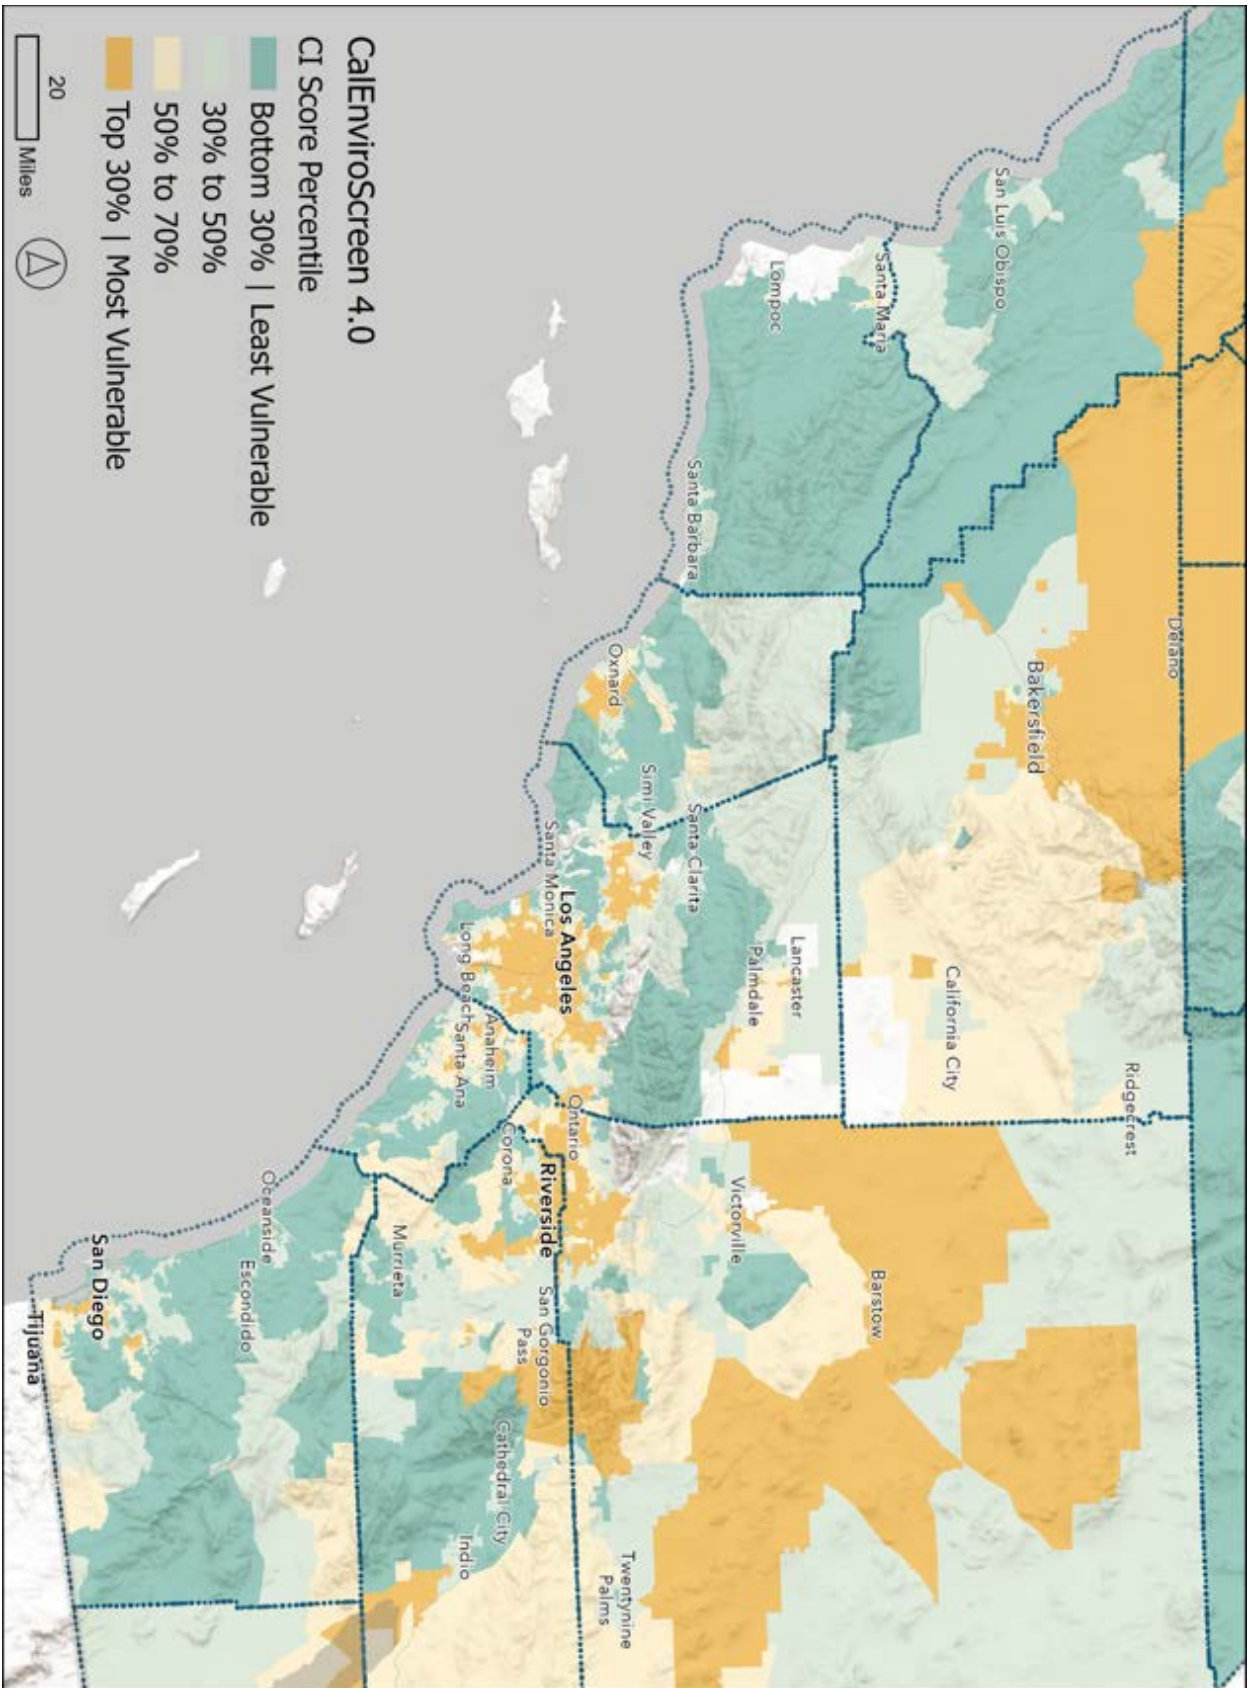 Delano
Bakersfield
Ridgecrest
San Luis Obispo
California City
Santa Maria
Barstow
Lompoc
Lancaster
Palmdale
Victorville
Santa Barbara
Santa Clarita
Simi Valley
Oxnard
Twentynine
Palms
Santa Monica
Los Angeles
Ontario
Riverside
San Gorgonio
Pass
Corona
Cathedral City
Indio
Long Beach
Anaheim
Santa Ana
Murrieta
Oceanside
Escondido
San Diego
Tijuana
CalEnviroScreen 4.0
CI Score Percentile
Bottom 30% | Least Vulnerable
30% to 50%
50% to 70%
Top 30% | Most Vulnerable
20
Miles